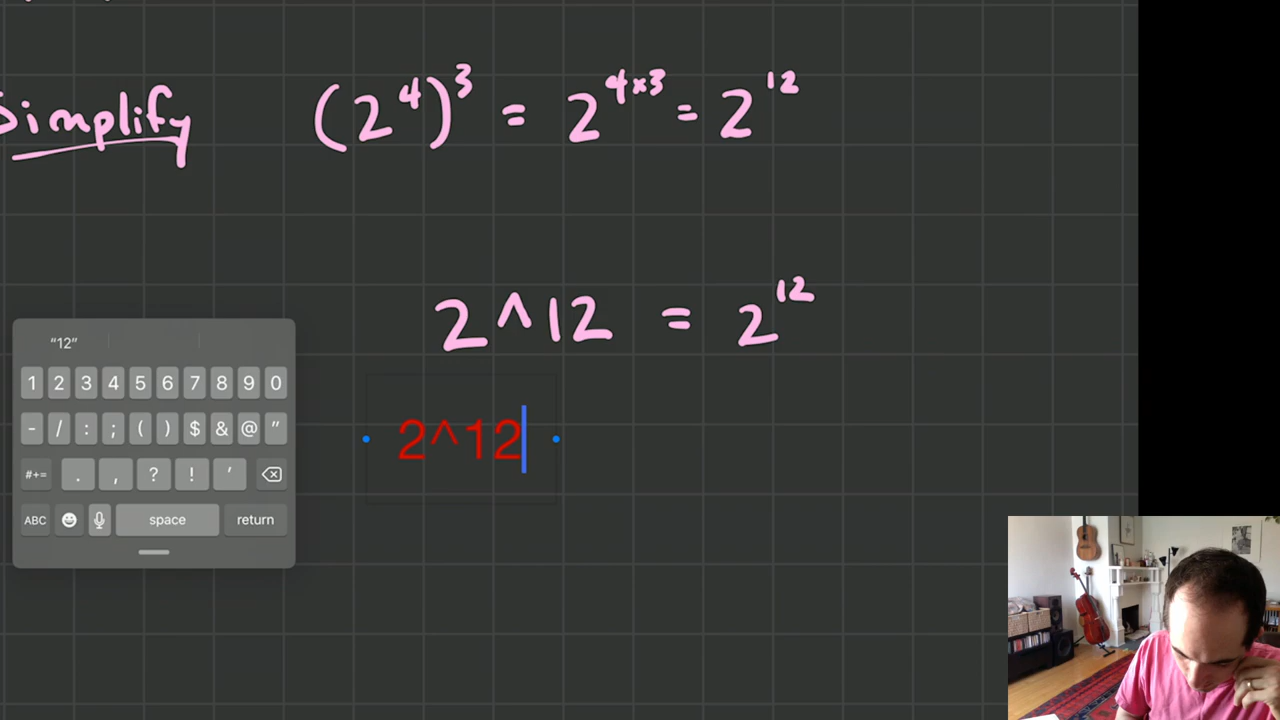 Simplify (2⁴)³ = 2⁴ˣ³ = 2¹²
2^12 = 2¹²
2^12
“12”
1 2 3 4 5 6 7 8 9 0
- / : ; ( ) $ & @ ”
#+= . , ? ! ’
ABC space return